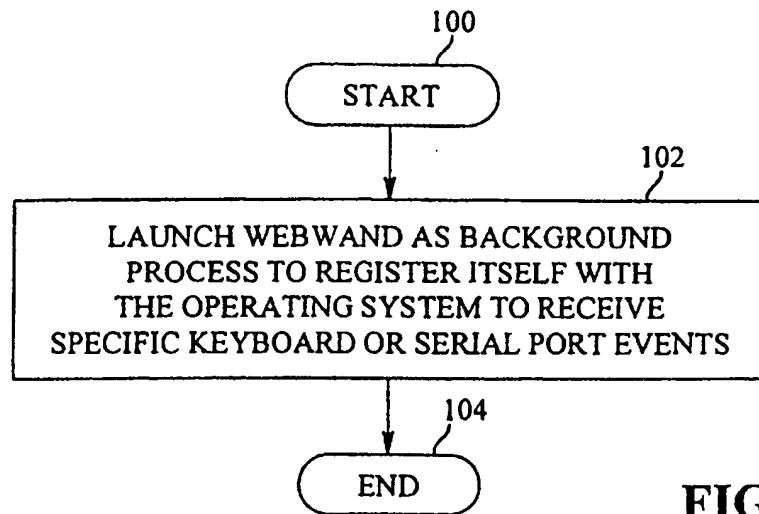 100
START
102
LAUNCH WEBWAND AS BACKGROUND
PROCESS TO REGISTER ITSELF WITH
THE OPERATING SYSTEM TO RECEIVE
SPECIFIC KEYBOARD OR SERIAL PORT EVENTS
104
END
FIG